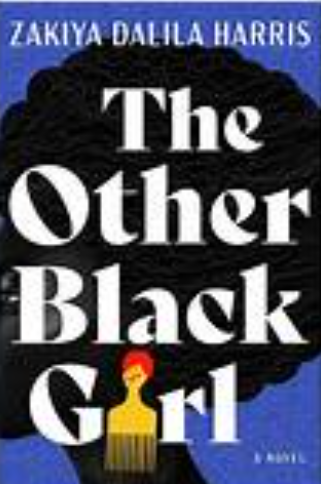 ZAKIYA DALILA HARRIS
The
Other
Black
Girl
A NOVEL